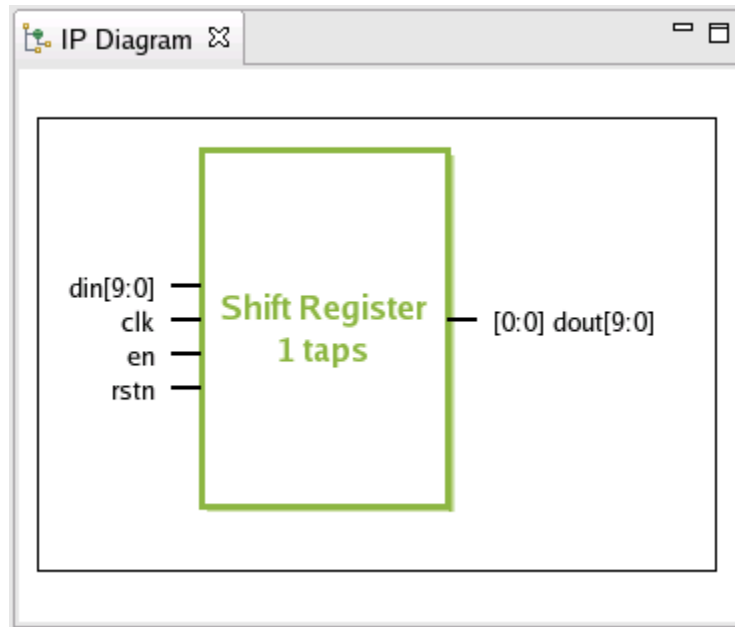 IP Diagram
din[9:0]
clk
en
rstn
Shift Register
1 taps
[0:0] dout[9:0]